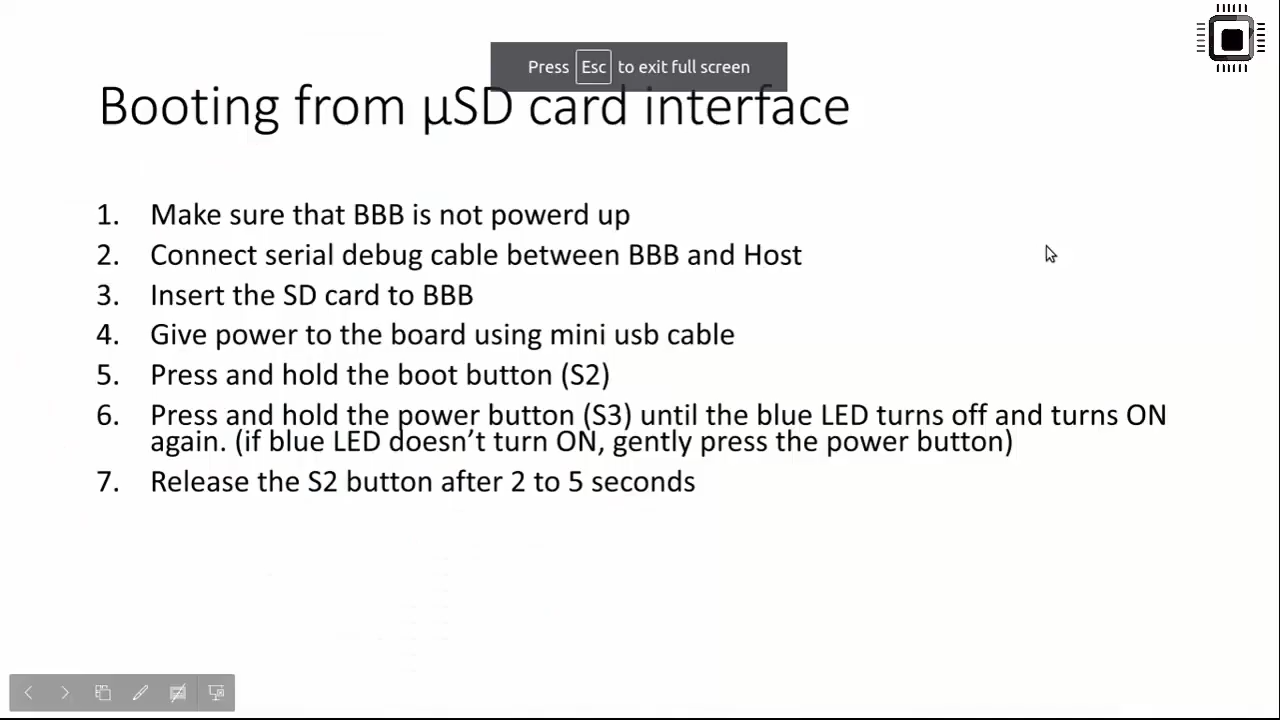 Press Esc to exit full screen
Booting from µSD card interface
1. Make sure that BBB is not powerd up
2. Connect serial debug cable between BBB and Host
3. Insert the SD card to BBB
4. Give power to the board using mini usb cable
5. Press and hold the boot button (S2)
6. Press and hold the power button (S3) until the blue LED turns off and turns ON
again. (if blue LED doesn’t turn ON, gently press the power button)
7. Release the S2 button after 2 to 5 seconds